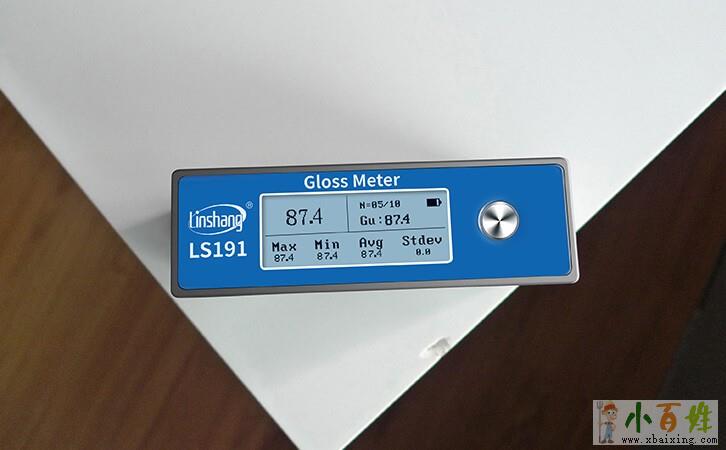 Gloss Meter
Linshang®
LS191
87.4
N=05/10
Gu:87.4
Max Min Avg Stdev
87.4 87.4 87.4 0.0
小百姓
www.xbaixing.com